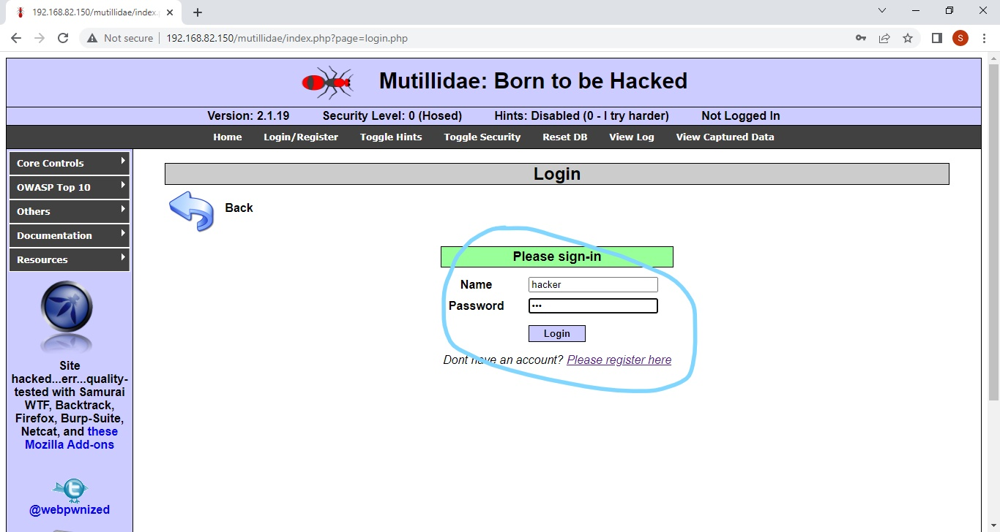 192.168.82.150/mutillidae/index.
Not secure 192.168.82.150/mutillidae/index.php?page=login.php
S
Mutillidae: Born to be Hacked
Version: 2.1.19 Security Level: 0 (Hosed) Hints: Disabled (0 - I try harder) Not Logged In
Home Login/Register Toggle Hints Toggle Security Reset DB View Log View Captured Data
Core Controls
OWASP Top 10
Others
Documentation
Resources
Site
hacked...err...quality-
tested with Samurai
WTF, Backtrack,
Firefox, Burp-Suite,
Netcat, and these
Mozilla Add-ons
@webpwnized
Login
Back
Please sign-in
Name hacker
Password •••
Login
Dont have an account? Please register here